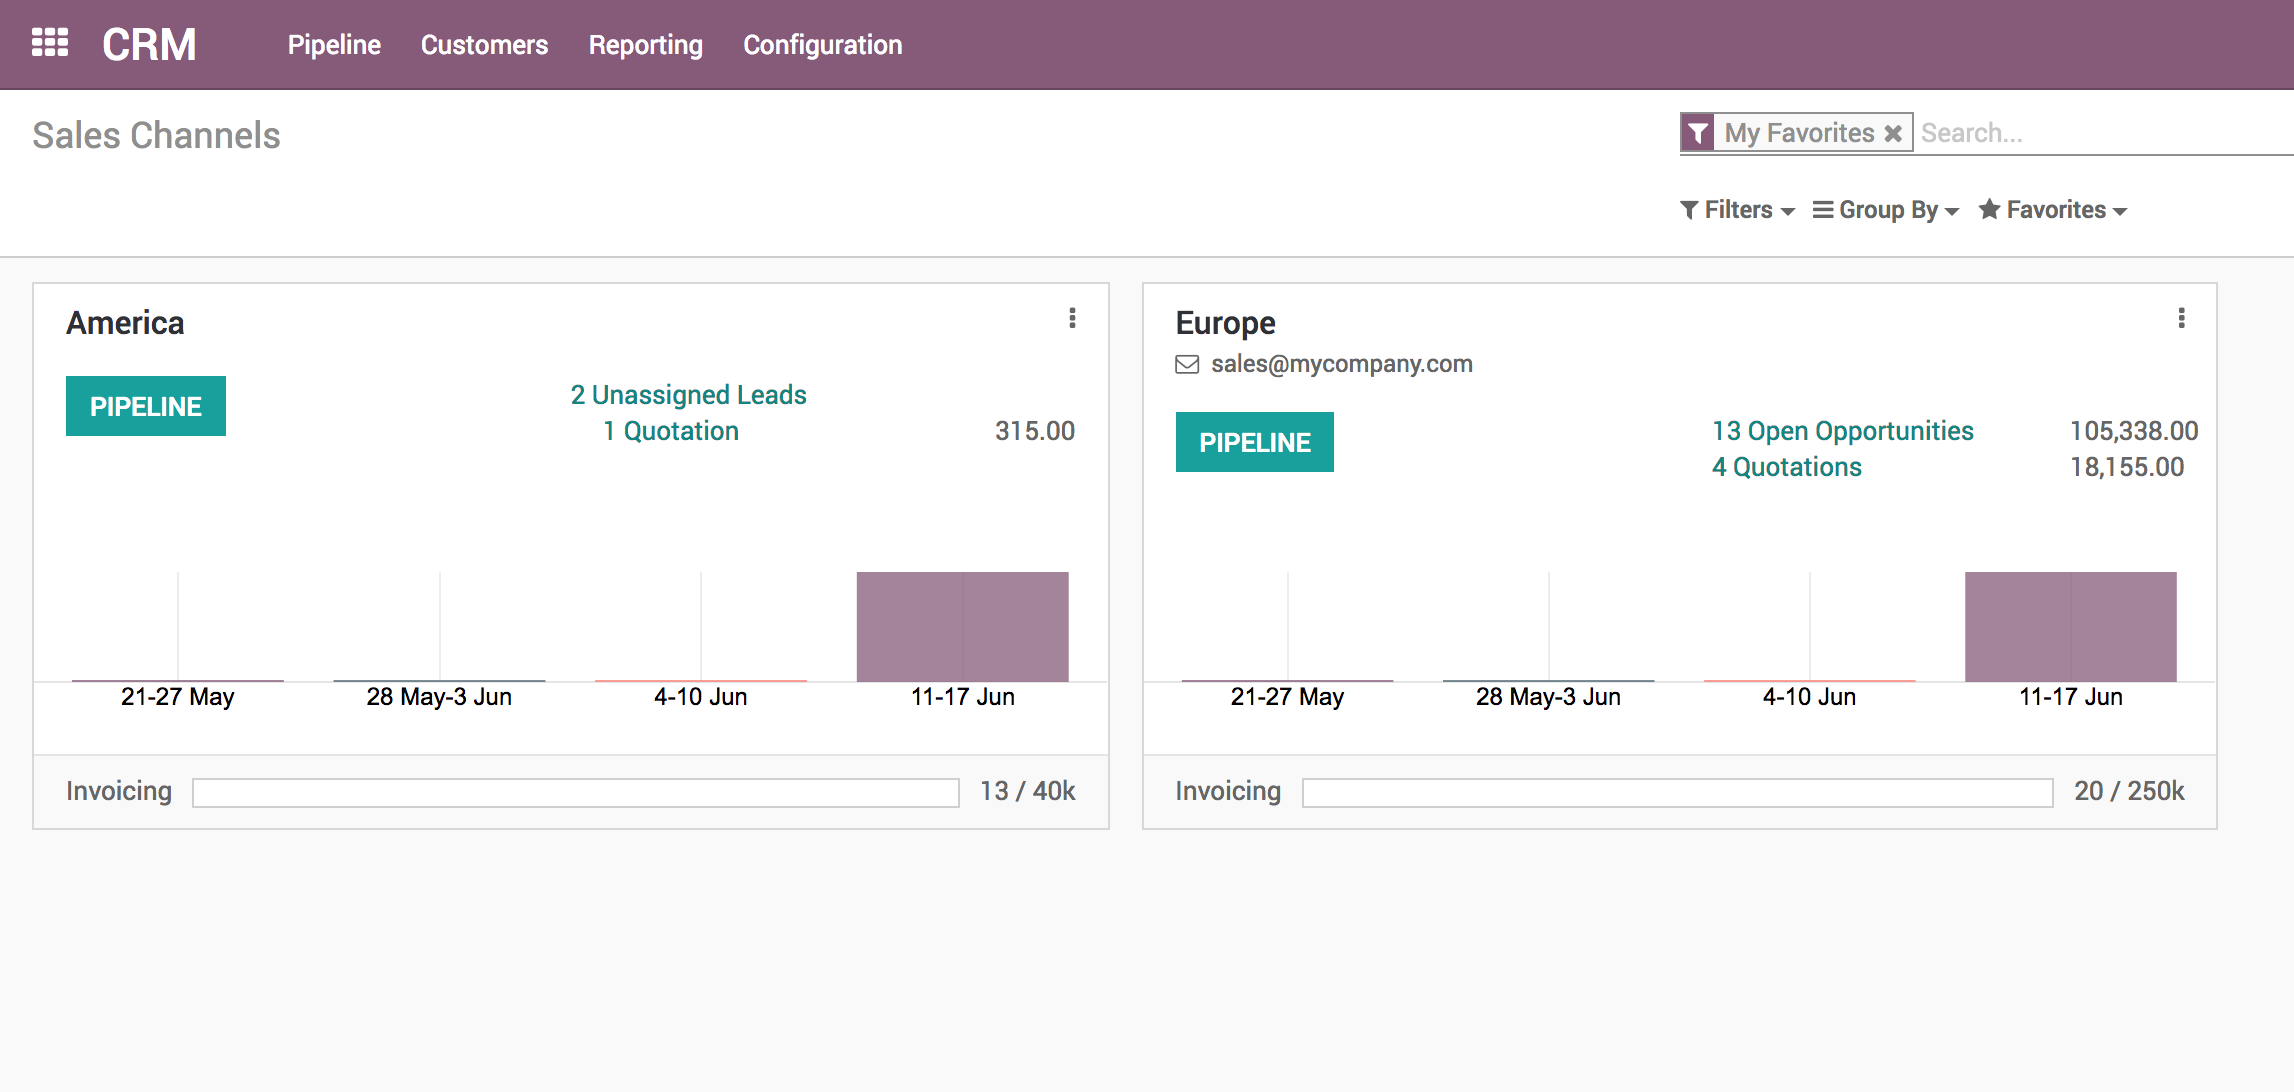 CRM Pipeline Customers Reporting Configuration
Sales Channels
My Favorites Search...
Filters Group By Favorites
America
PIPELINE
2 Unassigned Leads
1 Quotation 315.00
21-27 May 28 May-3 Jun 4-10 Jun 11-17 Jun
Invoicing 13 / 40k
Europe
sales@mycompany.com
PIPELINE
13 Open Opportunities 105,338.00
4 Quotations 18,155.00
21-27 May 28 May-3 Jun 4-10 Jun 11-17 Jun
Invoicing 20 / 250k